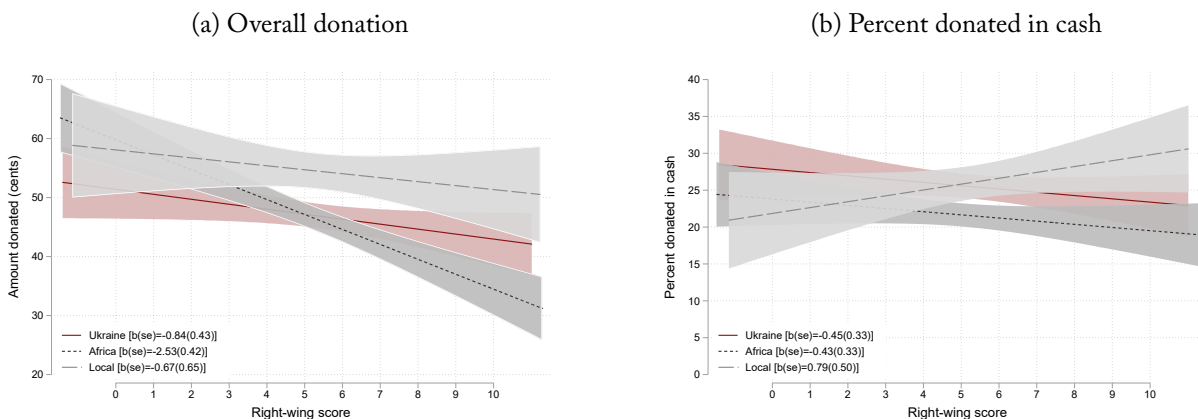 (a) Overall donation
70
60
50
40
30
20
Amount donated (cents)
Ukraine [b(se)=-0.84(0.43)]
Africa [b(se)=-2.53(0.42)]
Local [b(se)=-0.67(0.65)]
0 1 2 3 4 5 6 7 8 9 10
Right-wing score
(b) Percent donated in cash
40
35
30
25
20
15
10
5
0
Percent donated in cash
Ukraine [b(se)=-0.45(0.33)]
Africa [b(se)=-0.43(0.33)]
Local [b(se)=0.79(0.50)]
0 1 2 3 4 5 6 7 8 9 10
Right-wing score